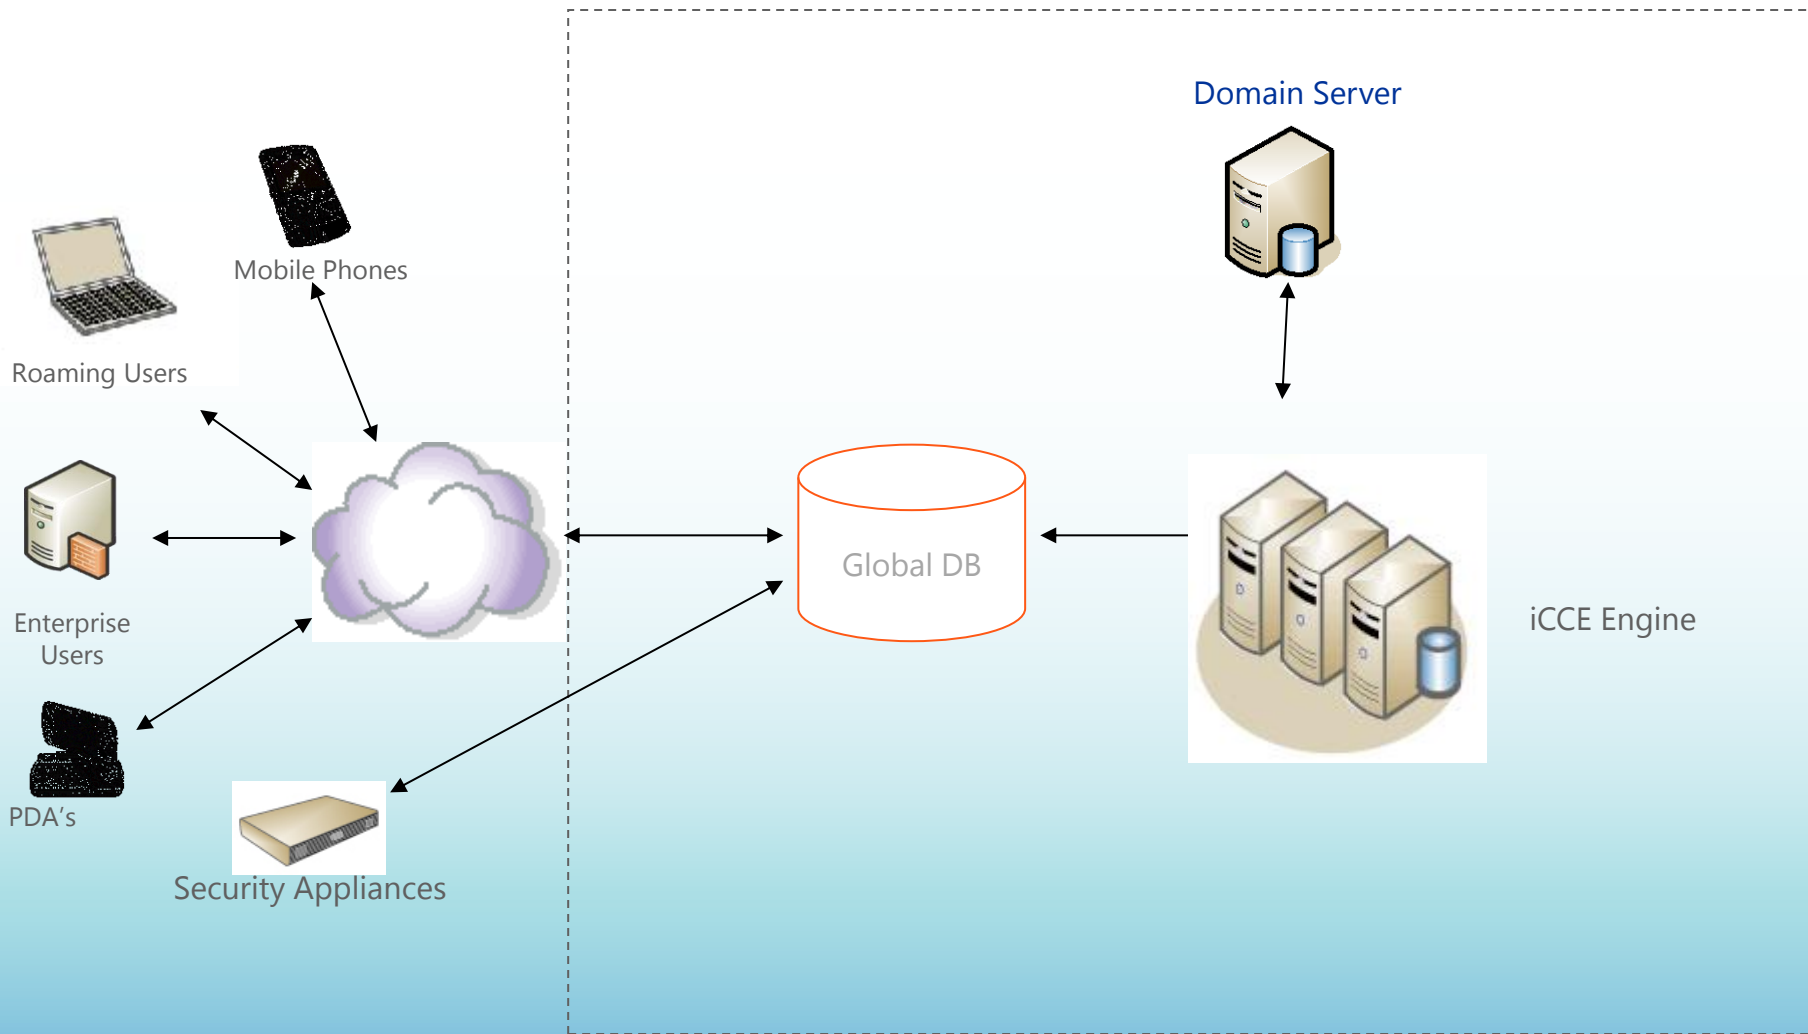 Domain Server
Mobile Phones
Roaming Users
Global DB
Enterprise
Users
iCCE Engine
PDA's
Security Appliances